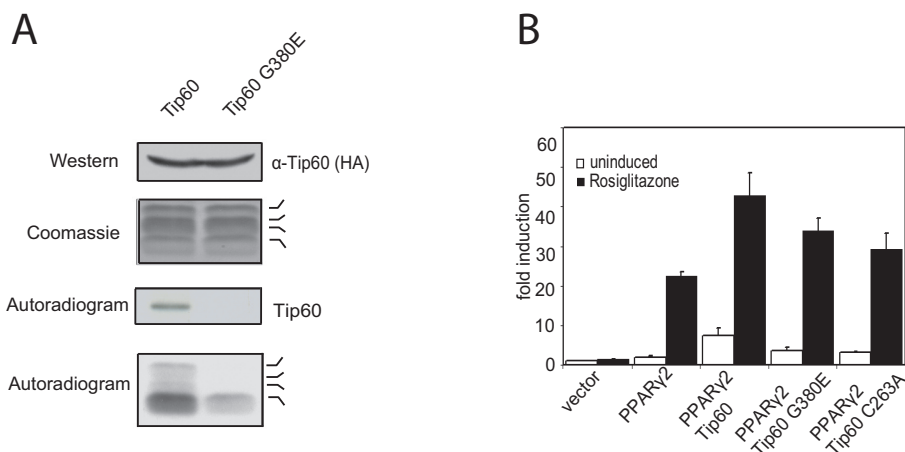 A
Tip60
Tip60 G380E
Western
α-Tip60 (HA)
Coomassie
Autoradiogram
Tip60
Autoradiogram
B
fold induction
60
50
40
30
20
10
0
uninduced
Rosiglitazone
vector
PPARγ2
PPARγ2
Tip60
PPARγ2
Tip60 G380E
PPARγ2
Tip60 C263A